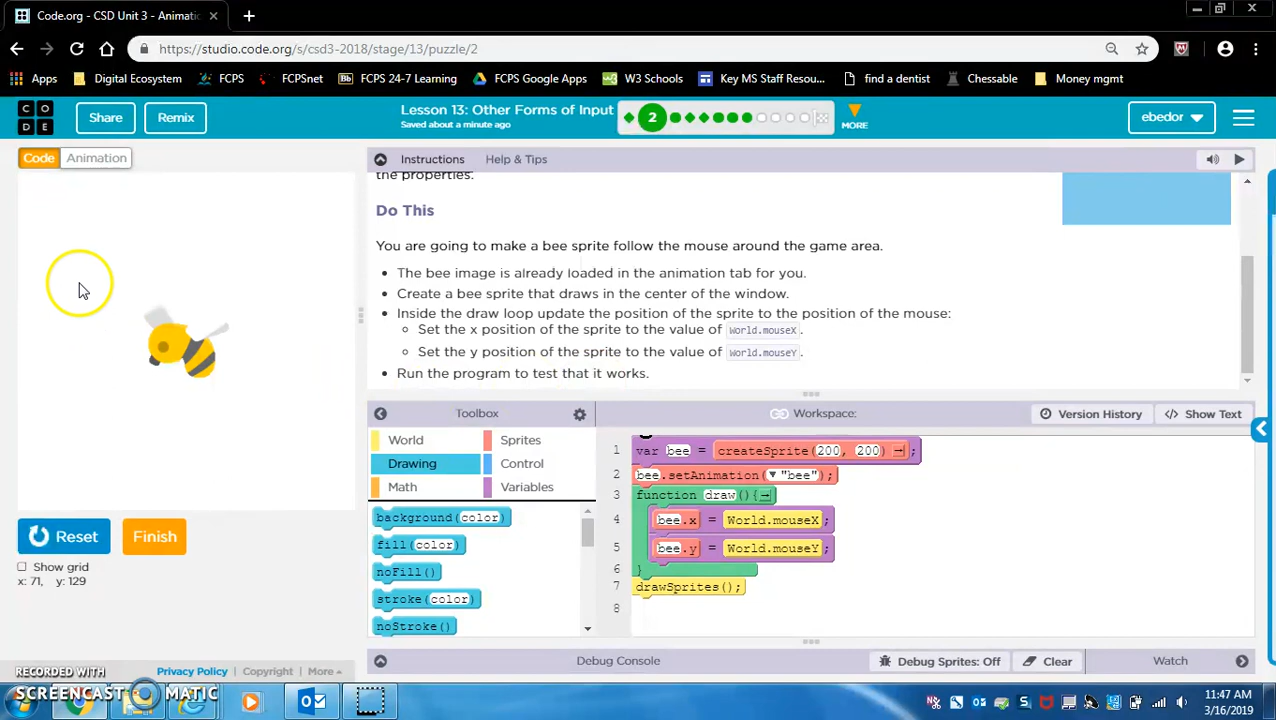 Code.org - CSD Unit 3 - Animatic
https://studio.code.org/s/csd3-2018/stage/13/puzzle/2
Apps Digital Ecosystem FCPS FCPSnet Bb FCPS 24-7 Learning FCPS Google Apps W3 Schools Key MS Staff Resou... find a dentist Chessable Money mgmt
C O D E Share Remix Lesson 13: Other Forms of Input 2 MORE ebedor
Saved about a minute ago
Code Animation Instructions Help & Tips
the properties.
Do This
You are going to make a bee sprite follow the mouse around the game area.
• The bee image is already loaded in the animation tab for you.
• Create a bee sprite that draws in the center of the window.
• Inside the draw loop update the position of the sprite to the position of the mouse:
Set the x position of the sprite to the value of World.mouseX.
Set the y position of the sprite to the value of World.mouseY.
• Run the program to test that it works.
Toolbox Workspace: Version History </> Show Text
World Sprites
Drawing Control
Math Variables
background(color)
fill(color)
noFill()
stroke(color)
noStroke()
1 var bee = createSprite(200, 200);
2 bee.setAnimation("bee");
3 function draw(){
4 bee.x = World.mouseX;
5 bee.y = World.mouseY;
6 }
7 drawSprites();
8
Reset Finish
Show grid
x: 71, y: 129
Privacy Policy Copyright More
Debug Console Debug Sprites: Off Clear Watch
RECORDED WITH
SCREENCAST MATIC
11:47 AM
3/16/2019